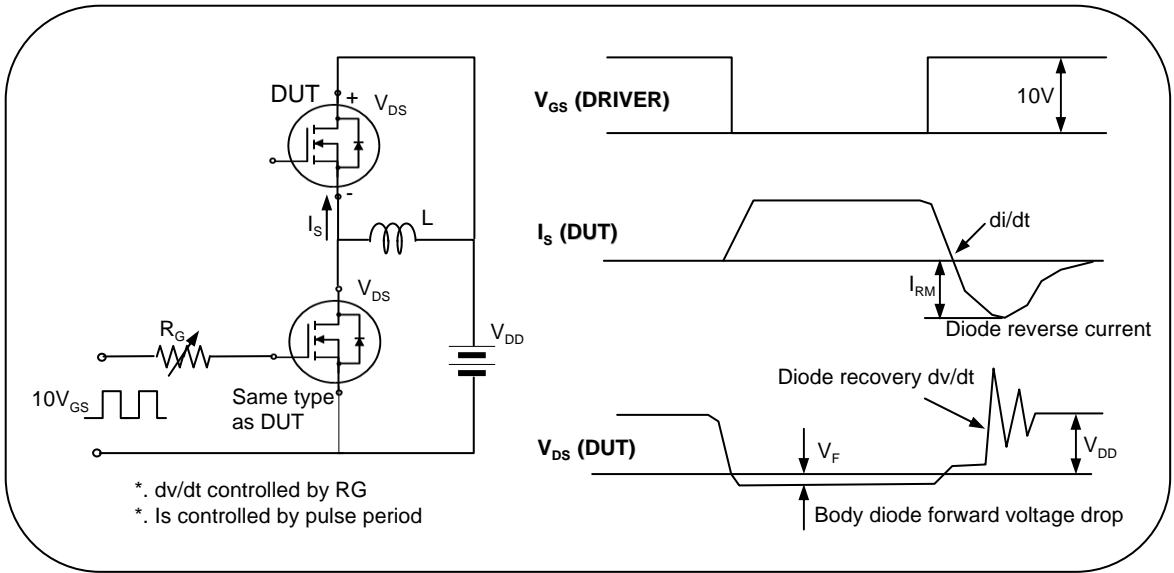 DUT
+
V_DS
-
I_S
L
V_DS
R_G
V_DD
10V_GS
Same type
as DUT
*. dv/dt controlled by RG
*. Is controlled by pulse period
V_GS (DRIVER)
10V
I_S (DUT)
di/dt
I_RM
Diode reverse current
Diode recovery dv/dt
V_DS (DUT)
V_F
V_DD
Body diode forward voltage drop